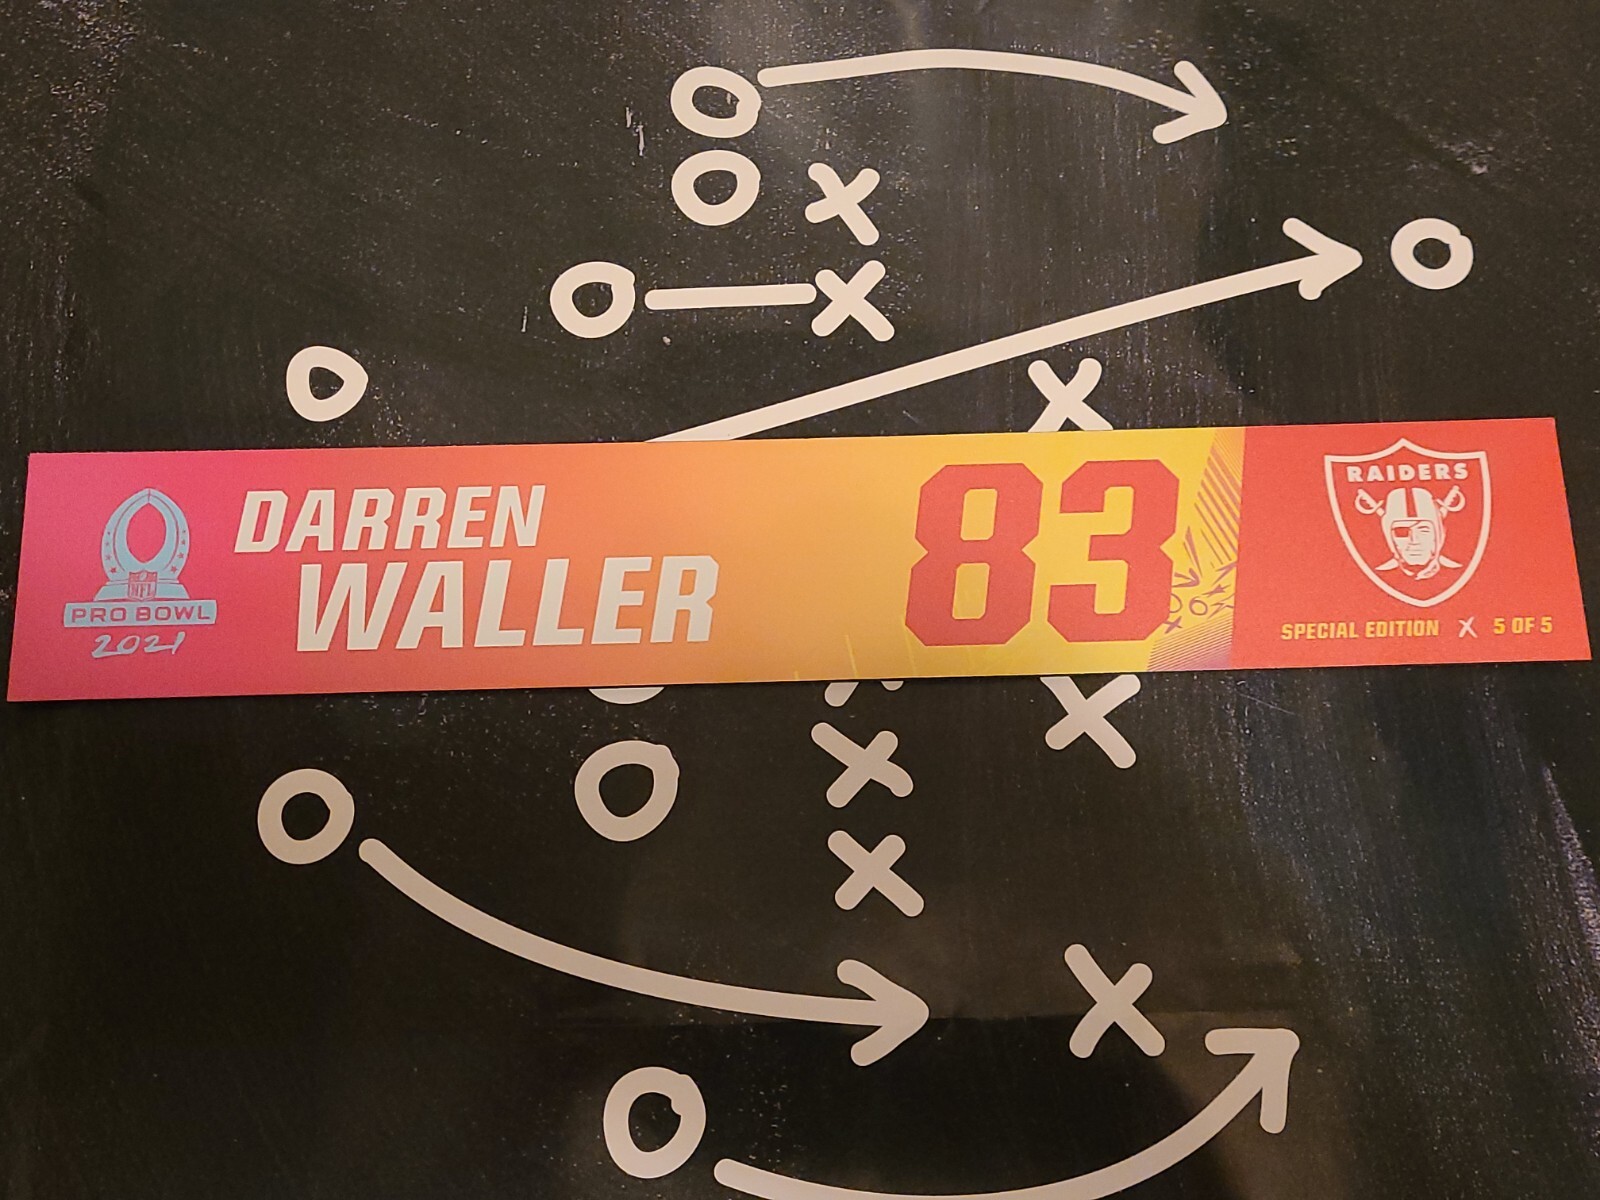 NFL
PRO BOWL
2021
DARREN
WALLER
83
RAIDERS
SPECIAL EDITION X 5 OF 5